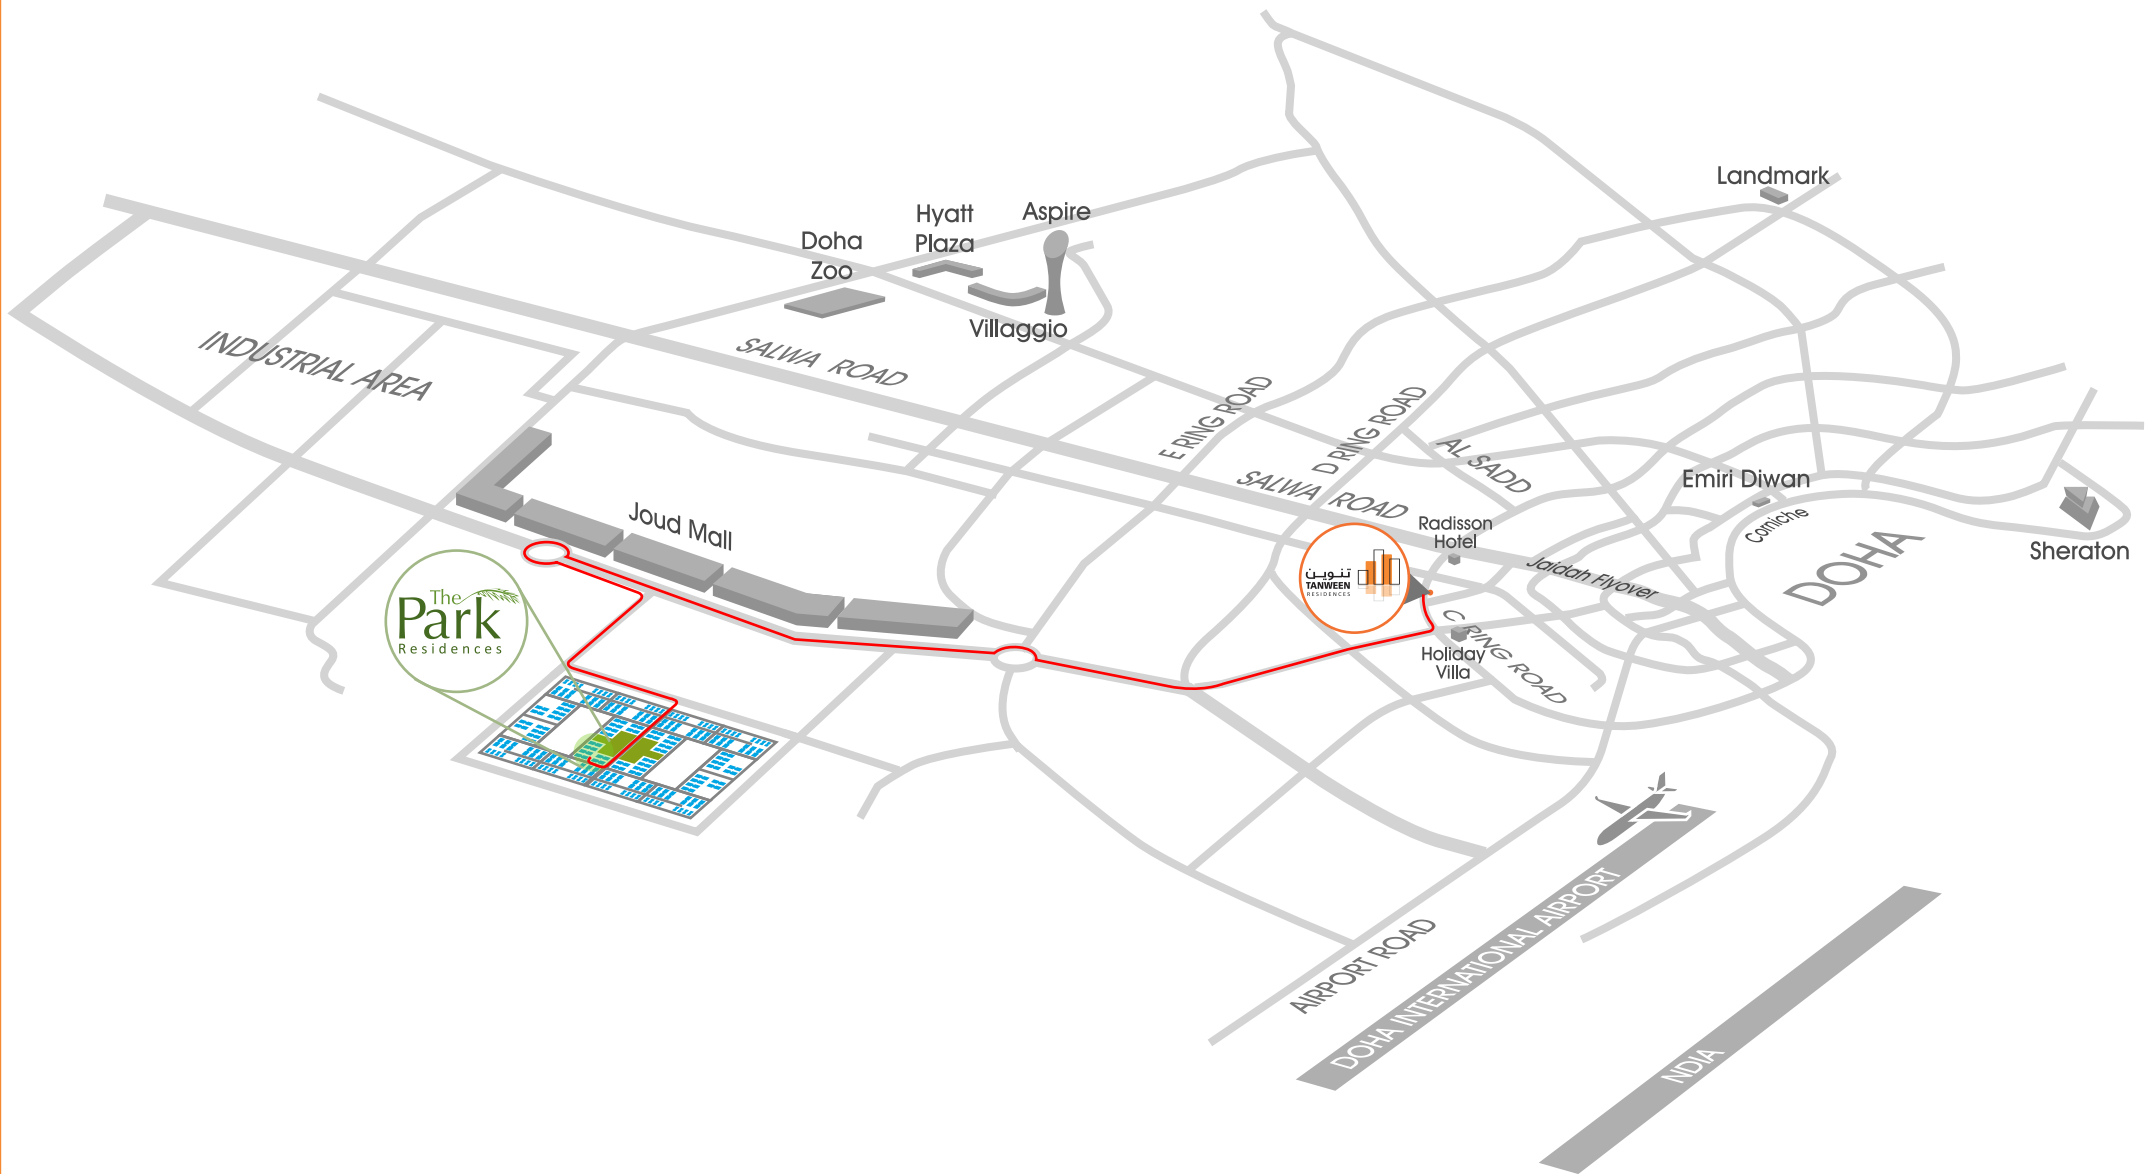 Landmark
Hyatt
Plaza
Aspire
Doha
Zoo
Villaggio
INDUSTRIAL AREA
SALWA ROAD
E RING ROAD
D RING ROAD
AL SADD
SALWA ROAD
Emiri Diwan
Corniche
DOHA
Sheraton
Joud Mall
Radisson
Hotel
Jaidah Flyover
تنوين
TANWEEN
RESIDENCES
The
Park
Residences
C RING ROAD
Holiday
Villa
AIRPORT ROAD
DOHA INTERNATIONAL AIRPORT
NDIA